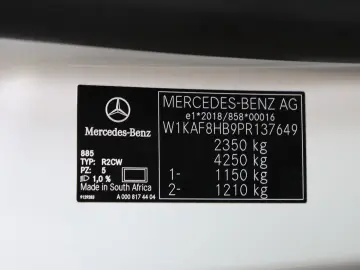 Mercedes-Benz
885
TYP: R2CW
PZ: 5
1,0 %
Made in South Africa
A 000 817 44 04
MERCEDES-BENZ AG
e1*2018/858*00016
W1KAF8HB9PR137649
2350 kg
4250 kg
1- 1150 kg
2- 1210 kg